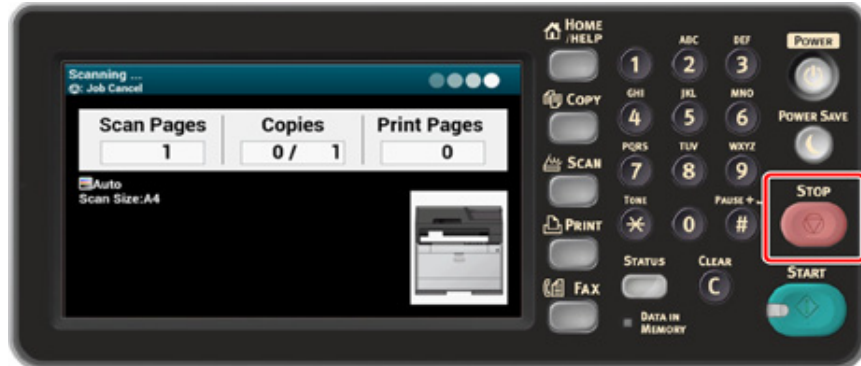 Scanning ...
: Job Cancel
Scan Pages Copies Print Pages
1 0/ 1 0
Auto
Scan Size:A4
HOME
/HELP
COPY
SCAN
PRINT
FAX
ABC DEF
1 2 3
GHI JKL MNO
4 5 6
PQRS TUV WXYZ
7 8 9
TONE PAUSE + -
* 0 #
STATUS CLEAR
C
DATA IN
MEMORY
POWER
POWER SAVE
STOP
START